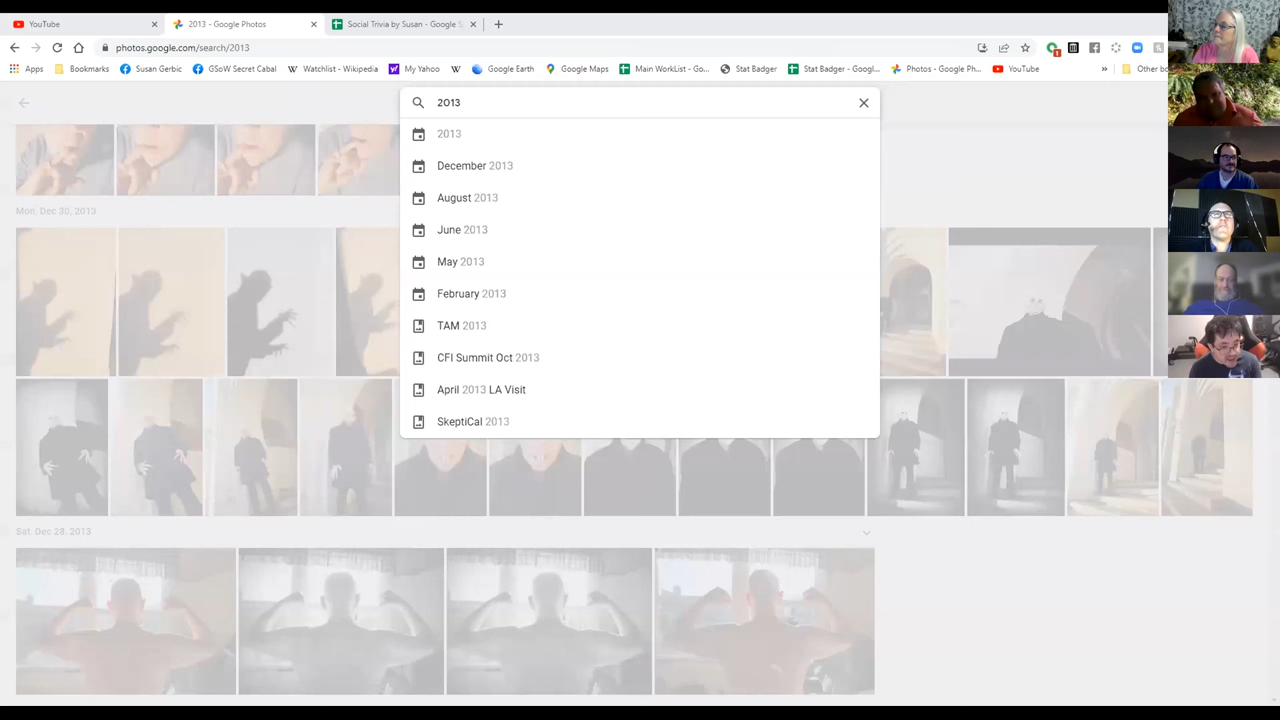 YouTube
2013 - Google Photos
Social Trivia by Susan - Google S
photos.google.com/search/2013
1
Apps
Bookmarks
Susan Gerbic
GSoW Secret Cabal
W Watchlist - Wikipedia
My Yahoo
W
Google Earth
Google Maps
Main WorkList - Go...
Stat Badger
Stat Badger - Googl...
Photos - Google Ph...
YouTube
»
Other bo
2013
2013
December 2013
August 2013
June 2013
May 2013
February 2013
TAM 2013
CFI Summit Oct 2013
April 2013 LA Visit
SkeptiCal 2013
Mon, Dec 30, 2013
Sat, Dec 28, 2013